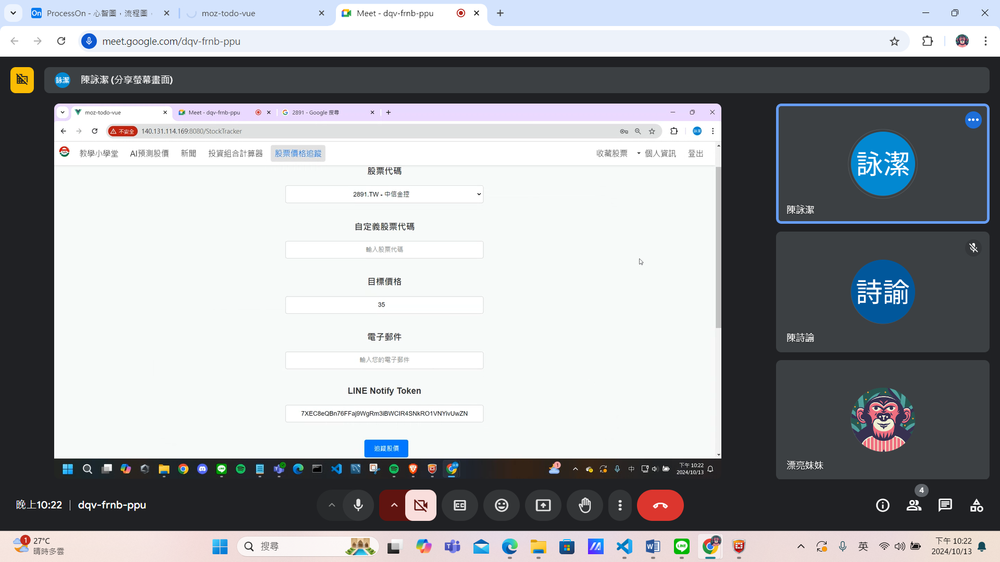 ProcessOn - 心智圖，流程圖，
moz-todo-vue
Meet - dqv-frnb-ppu
meet.google.com/dqv-frnb-ppu
詠潔
陳詠潔 (分享螢幕畫面)
moz-todo-vue
Meet - dqv-frnb-ppu
2891 - Google 搜尋
不安全
140.131.114.169:8080/StockTracker
詠潔
教學小學堂
AI預測股價
新聞
投資組合計算器
股票價格追蹤
收藏股票
個人資訊
登出
股票代碼
2891.TW - 中信金控
自定義股票代碼
輸入股票代碼
目標價格
35
電子郵件
輸入您的電子郵件
LINE Notify Token
7XEC8eQBn76FFaj9WgRm3iBWCIR4SNkRO1VNYivUwZN
追蹤股價
1
中
下午 10:22
2024/10/13
詠潔
陳詠潔
詩諭
陳詩諭
漂亮妹妹
晚上10:22
dqv-frnb-ppu
4
1
27°C
晴時多雲
搜尋
英
下午 10:22
2024/10/13